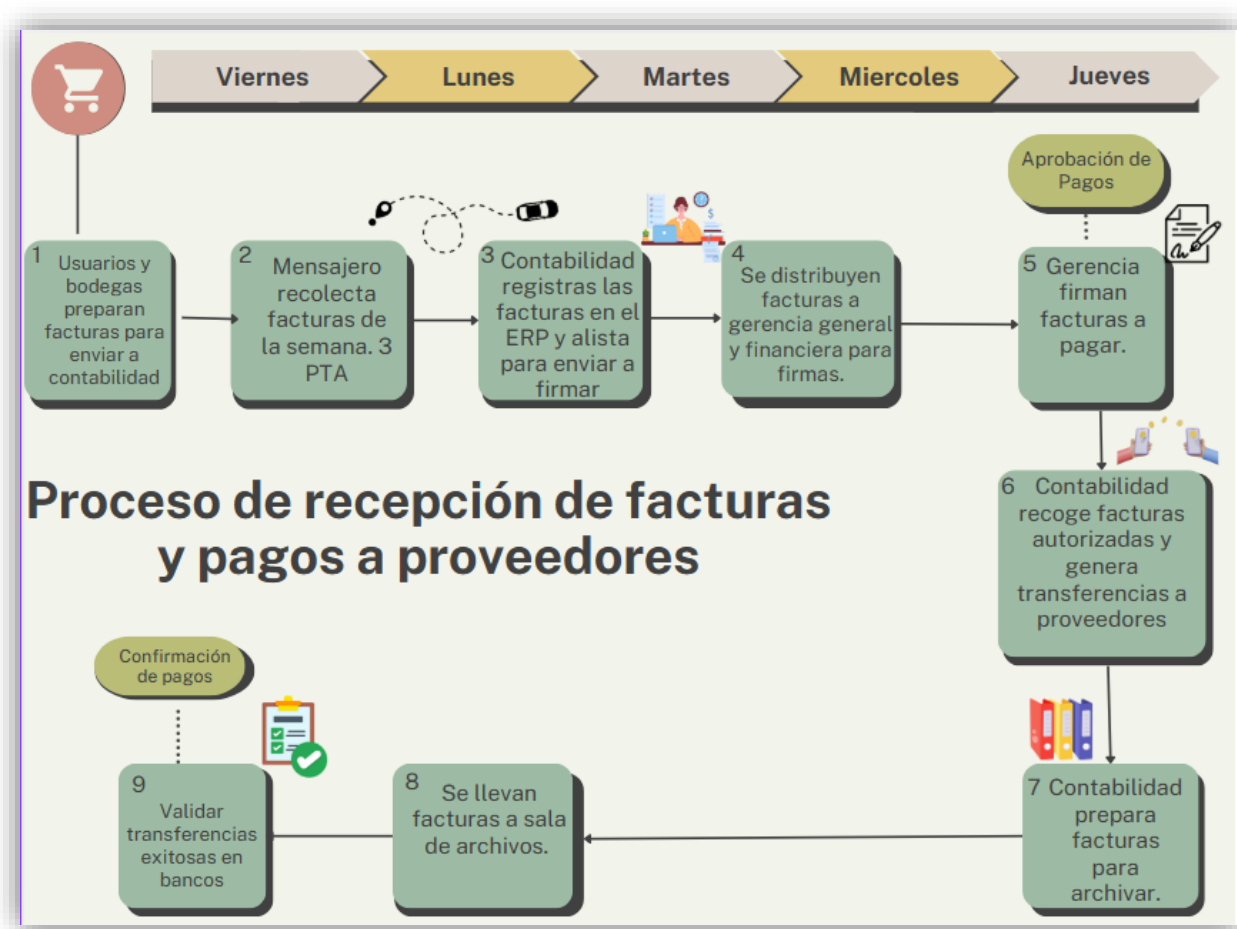 Viernes
Lunes
Martes
Miercoles
Jueves
Aprobación de
Pagos
1
Usuarios y
bodegas
preparan
facturas para
enviar a
contabilidad
2
Mensajero
recolecta
facturas de
la semana. 3
PTA
3 Contabilidad
registras las
facturas en el
ERP y alista
para enviar a
firmar
4
Se distribuyen
facturas a
gerencia general
y financiera para
firmas.
5 Gerencia
firman
facturas a
pagar.
Proceso de recepción de facturas
y pagos a proveedores
6 Contabilidad
recoge facturas
autorizadas y
genera
transferencias a
proveedores
7 Contabilidad
prepara
facturas
para
archivar.
8
Se llevan
facturas a sala
de archivos.
Confirmación
de pagos
9
Validar
transferencias
exitosas en
bancos